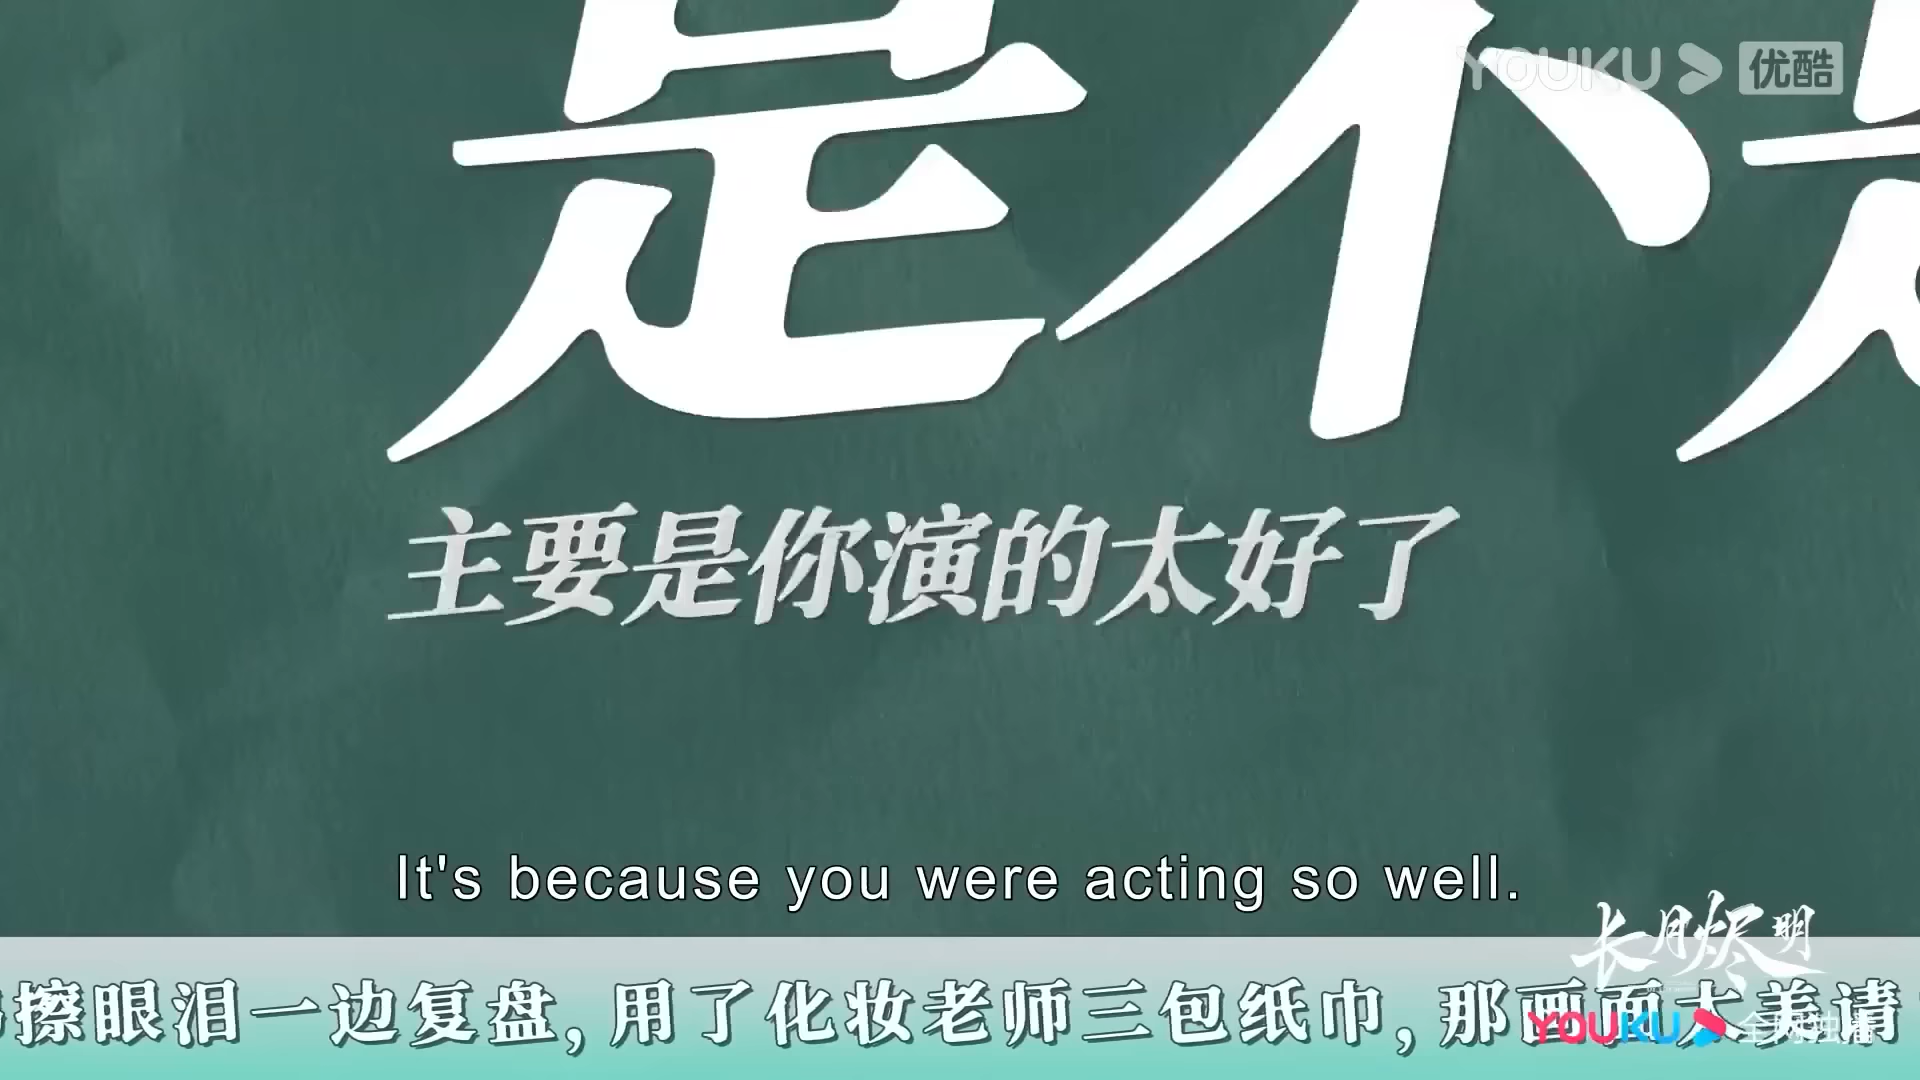 YOUKU 优酷
是不是
主要是你演的太好了
It's because you were acting so well.
长月烬明
擦眼泪一边复盘,用了化妆老师三包纸巾,那画面太美请
YOUKU 全网独播